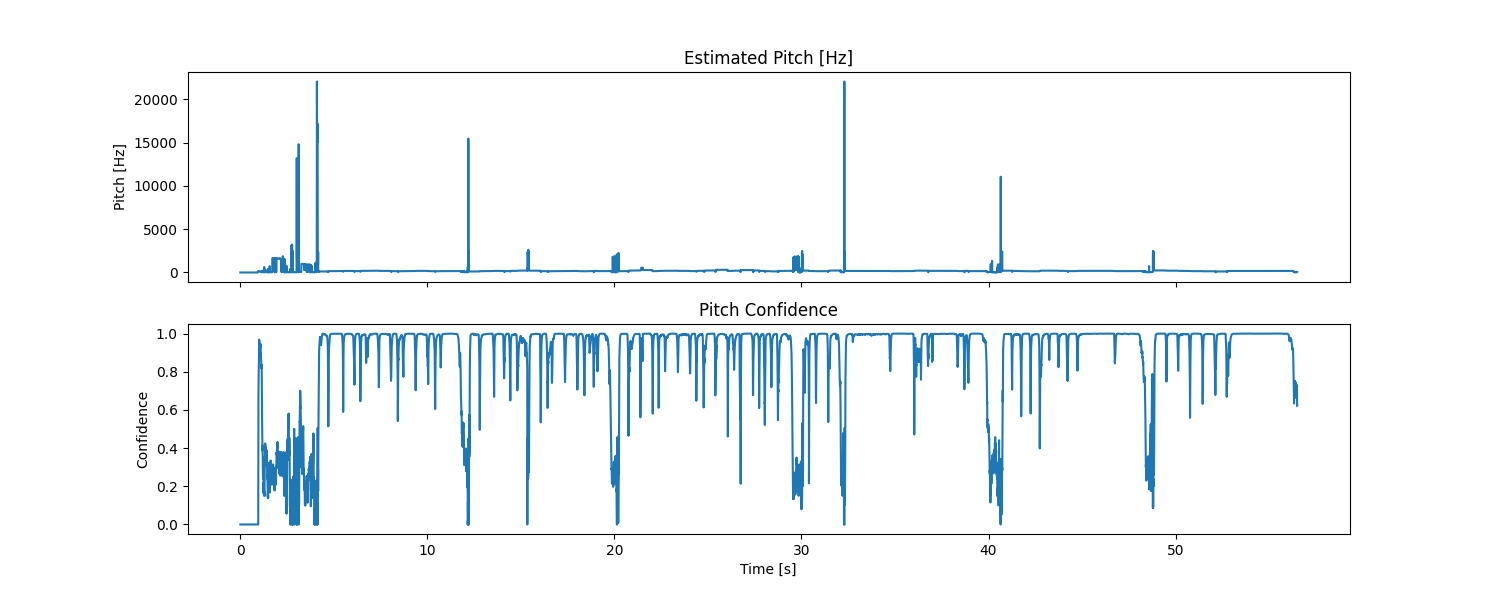 Estimated Pitch [Hz]
20000
15000
10000
5000
0
Pitch [Hz]
Pitch Confidence
1.0
0.8
0.6
0.4
0.2
0.0
Confidence
0 10 20 30 40 50
Time [s]